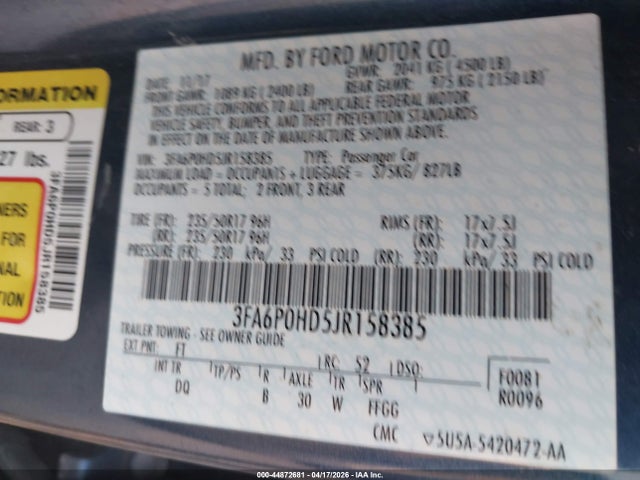 ORMATION
REAR: 3
27 lbs.
NERS
FOR
NAL
TION
3FA6P0HD5JR158385
MFD. BY FORD MOTOR CO.
DATE: 11/17 GVWR: 2041 KG ( 4500 LB)
FRONT GAWR: 1089 KG ( 2400 LB) REAR GAWR: 975 KG ( 2150 LB)
THIS VEHICLE CONFORMS TO ALL APPLICABLE FEDERAL MOTOR
VEHICLE SAFETY, BUMPER, AND THEFT PREVENTION STANDARDS
IN EFFECT ON THE DATE OF MANUFACTURE SHOWN ABOVE.
VIN: 3FA6P0HD5JR158385 TYPE: Passenger Car
MAXIMUM LOAD = OCCUPANTS + LUGGAGE = 375KG/ 827LB
OCCUPANTS = 5 TOTAL: 2 FRONT, 3 REAR
TIRE (FR): 235/50R17 96H RIMS (FR): 17x7.5J
(RR): 235/50R17 96H (RR): 17x7.5J
PRESSURE (FR): 230 kPa/ 33 PSI COLD (RR): 230 kPa/ 33 PSI COLD
3FA6P0HD5JR158385
TRAILER TOWING - SEE OWNER GUIDE
EXT PNT: FT RC: 52 DSO: F0081
INT TR TP/PS R AXLE TR SPR R0096
DQ B 30 W FFGG
CMC 5U5A-5420472-AA
000-44872681 - 04/17/2026 - IAA Inc.